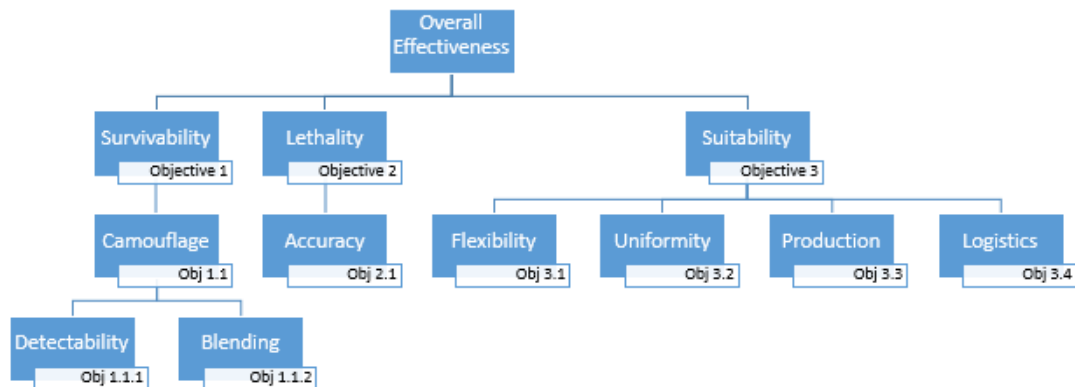 Overall
Effectiveness
Survivability
Objective 1
Lethality
Objective 2
Suitability
Objective 3
Camouflage
Obj 1.1
Accuracy
Obj 2.1
Flexibility
Obj 3.1
Uniformity
Obj 3.2
Production
Obj 3.3
Logistics
Obj 3.4
Detectability
Obj 1.1.1
Blending
Obj 1.1.2